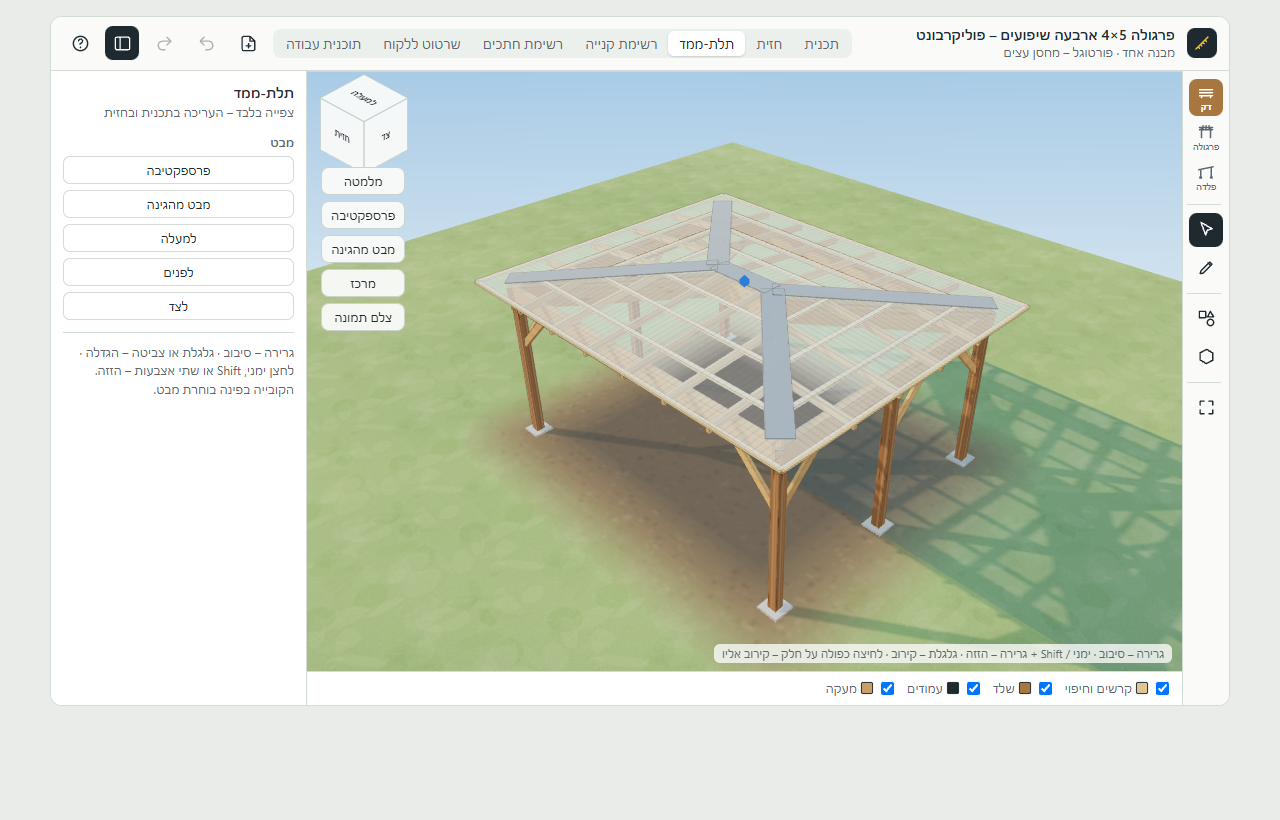 פרגולה 4×5 ארבעה שיפועים – פוליקרבונט
מבנה אחד · פורטוגל – מחסן עצים
תכנית
חזית
תלת-ממד
רשימת קנייה
רשימת חתכים
שרטוט ללקוח
תוכנית עבודה
דק
פרגולה
פלדה
למעלה
חזית
צד
מלמטה
פרספקטיבה
מבט מהגינה
מרכז
צלם תמונה
תלת-ממד
צפייה בלבד – העריכה בתכנית ובחזית
מבט
פרספקטיבה
מבט מהגינה
למעלה
לפנים
לצד
גרירה – סיבוב · גלגלת או צביטה – הגדלה ·
לחצן ימני, Shift או שתי אצבעות – הזזה.
הקובייה בפינה בוחרת מבט.
גרירה – סיבוב · ימני / Shift + גרירה – הזזה · גלגלת – קירוב · לחיצה כפולה על חלק – קירוב אליו
קרשים וחיפוי
שלד
עמודים
מעקה